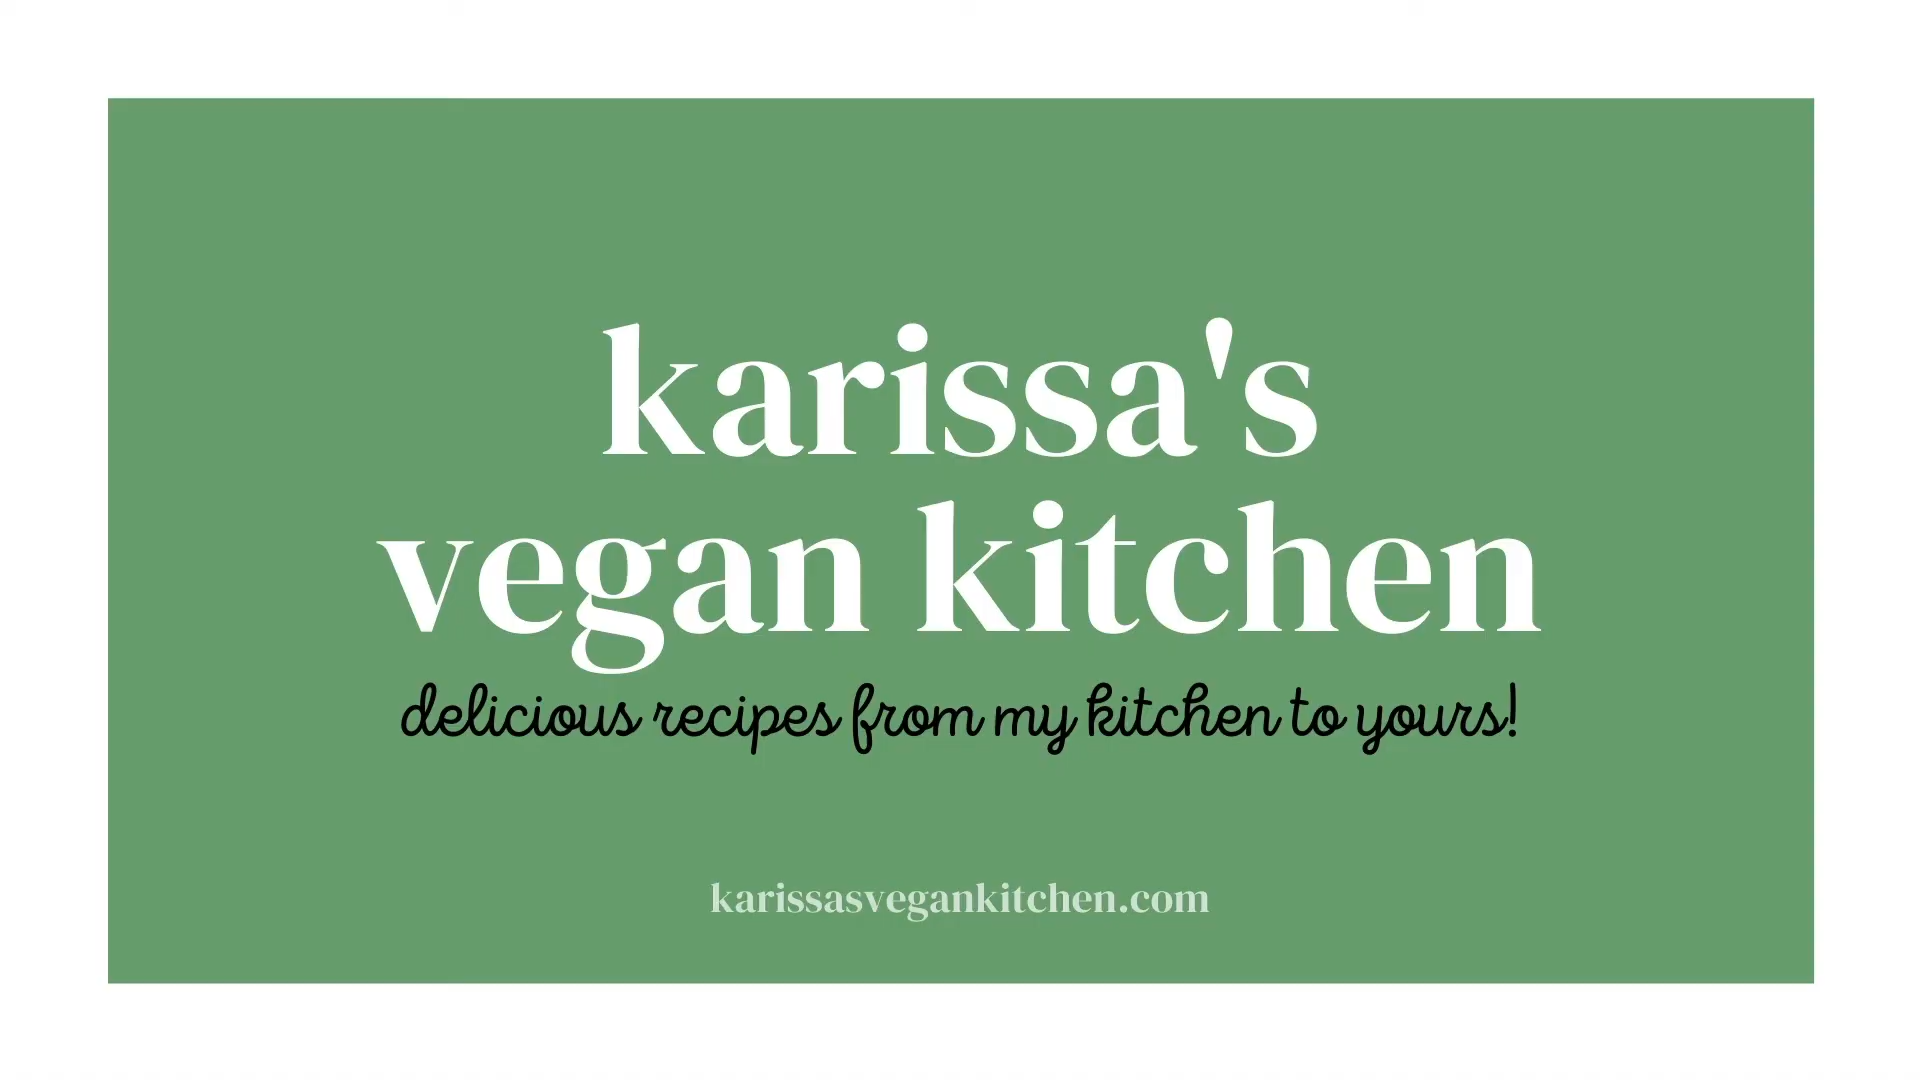 karissa's
vegan kitchen
delicious recipes from my kitchen to yours!
karissasvegankitchen.com